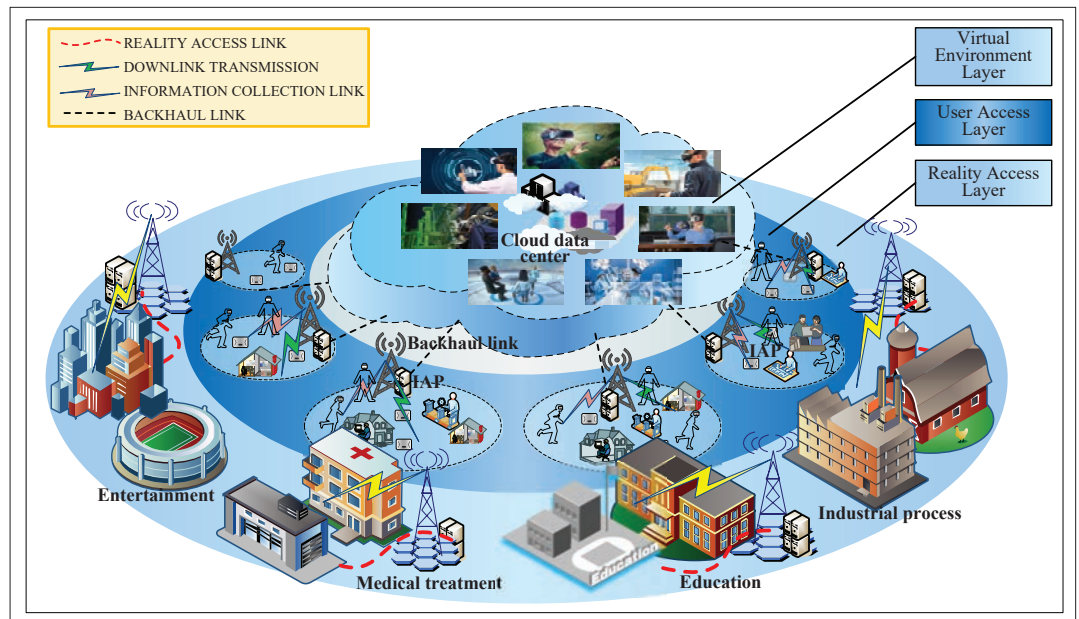 REALITY ACCESS LINK
DOWNLINK TRANSMISSION
INFORMATION COLLECTION LINK
BACKHAUL LINK
Virtual
Environment
Layer
User Access
Layer
Reality Access
Layer
Cloud data
center
Backhaul link
IAP
IAP
Entertainment
Medical treatment
Education
Education
Industrial process